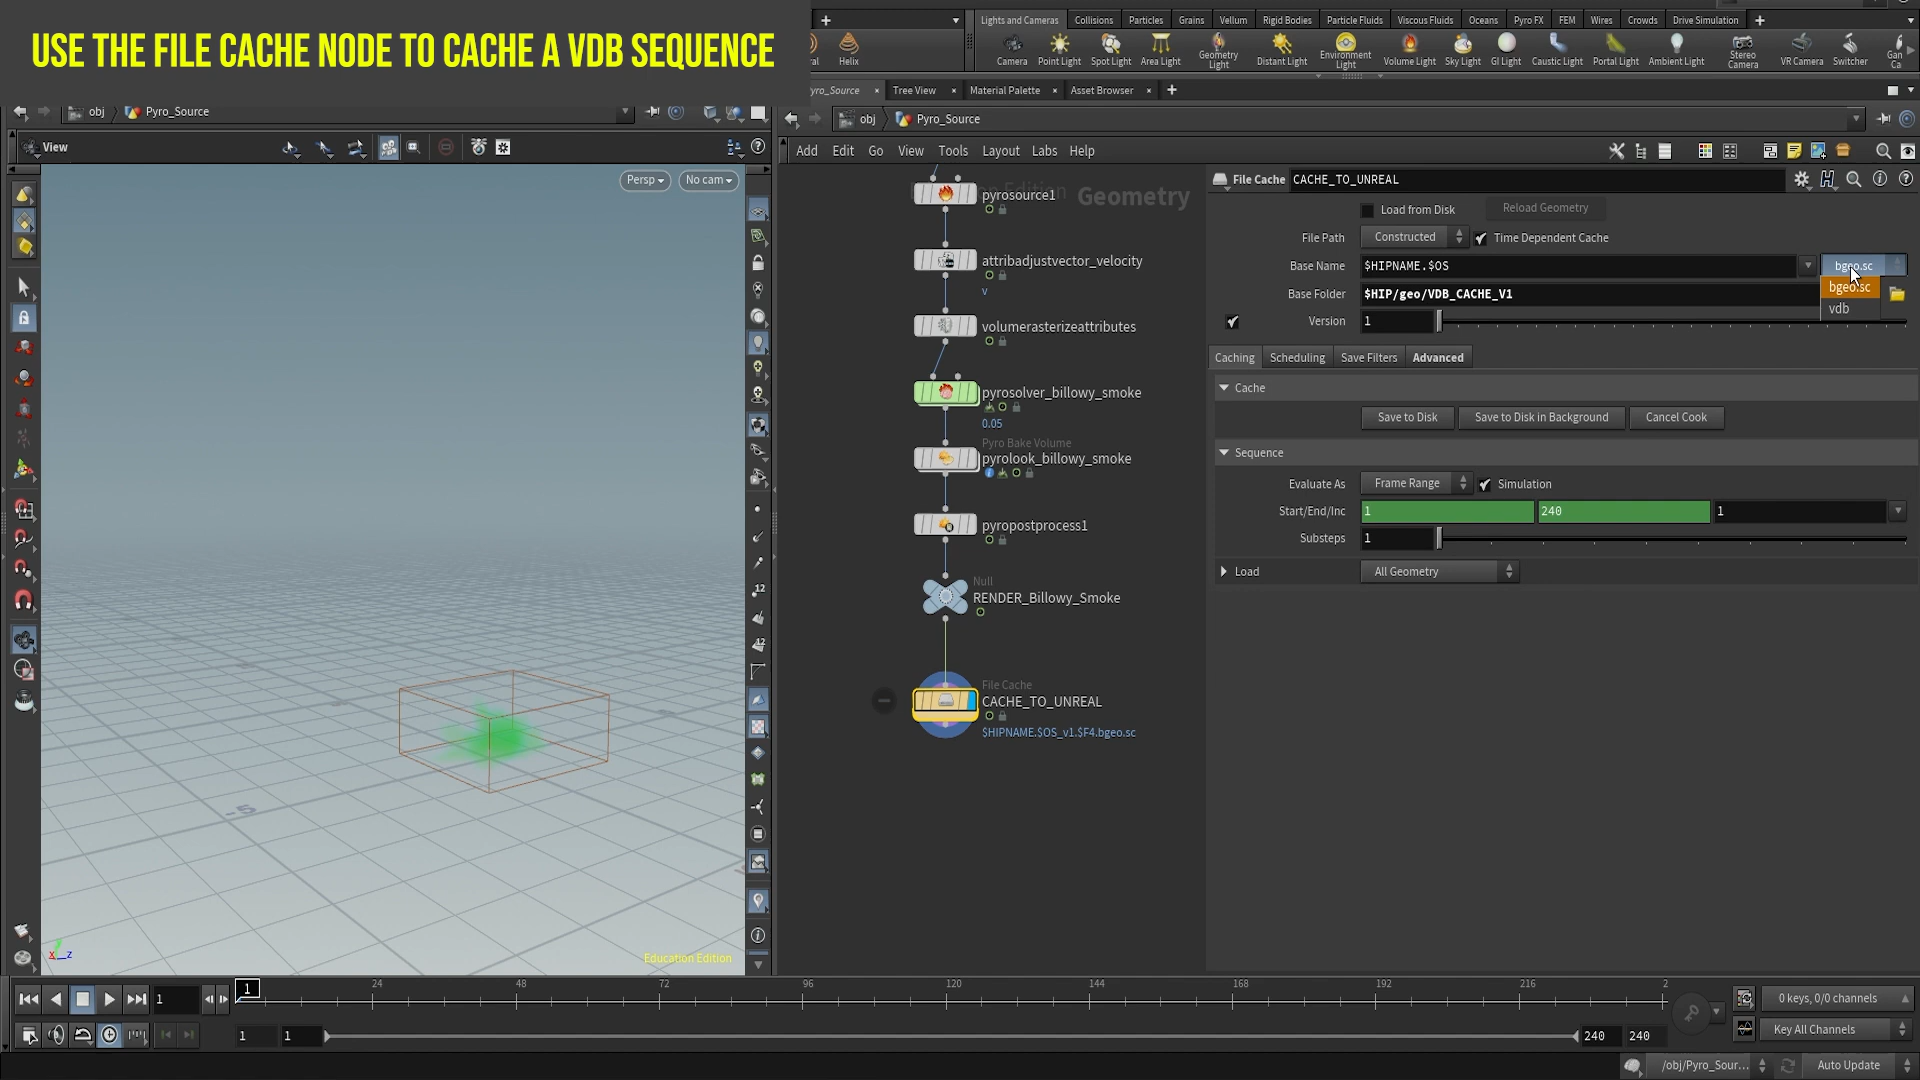 USE THE FILE CACHE NODE TO CACHE A VDB SEQUENCE
Lights and Cameras Collisions Particles Grains Vellum Rigid Bodies Particle Fluids Viscous Fluids Oceans Pyro FX FEM Wires Crowds Drive Simulation
Helix Camera Point Light Spot Light Area Light Geometry Light Distant Light Environment Light Volume Light Sky Light GI Light Caustic Light Portal Light Ambient Light Stereo Camera VR Camera Switcher
Tree View Material Palette Asset Browser
obj Pyro_Source
obj Pyro_Source
View
Add Edit Go View Tools Layout Labs Help
Persp No cam
Geometry
File Cache CACHE_TO_UNREAL
Load from Disk Reload Geometry
File Path Constructed Time Dependent Cache
Base Name $HIPNAME.$OS bgeo.sc
bgeo.sc
vdb
Base Folder $HIP/geo/VDB_CACHE_V1
Version 1
Caching Scheduling Save Filters Advanced
Cache
Save to Disk Save to Disk in Background Cancel Cook
Sequence
Evaluate As Frame Range Simulation
Start/End/Inc 1 240 1
Substeps 1
Load All Geometry
pyrosource1
attribadjustvector_velocity
v
volumerasterizeattributes
pyrosolver_billowy_smoke
0.05
Pyro Bake Volume
pyrolook_billowy_smoke
pyropostprocess1
Null
RENDER_Billowy_Smoke
File Cache
CACHE_TO_UNREAL
$HIPNAME.$OS_v1.$F4.bgeo.sc
-5
x z
Education Edition
1 1 24 48 72 96 120 144 168 192 216 2
0 keys, 0/0 channels
1 1 240 240
Key All Channels
/obj/Pyro_Sour... Auto Update